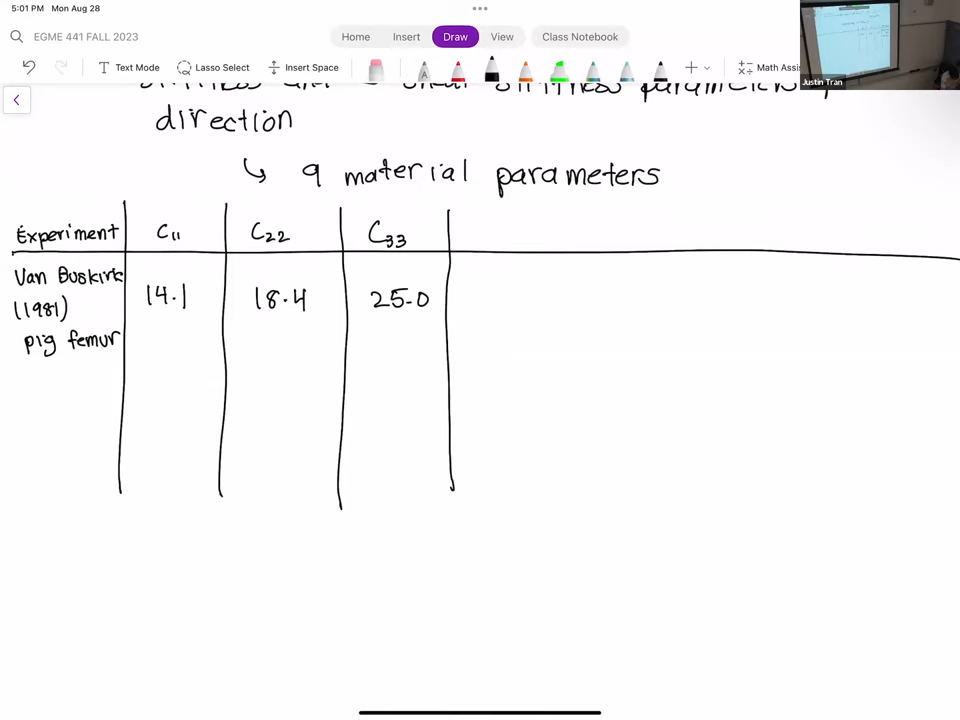 5:01 PM Mon Aug 28
EGME 441 FALL 2023
Home Insert Draw View Class Notebook
Text Mode Lasso Select Insert Space Math Assis
Justin Tran
parameters
direction
↳ 9 material parameters
Experiment C11 C22 C33
Van Buskirk
(1981)
pig femur
14.1 18.4 25.0